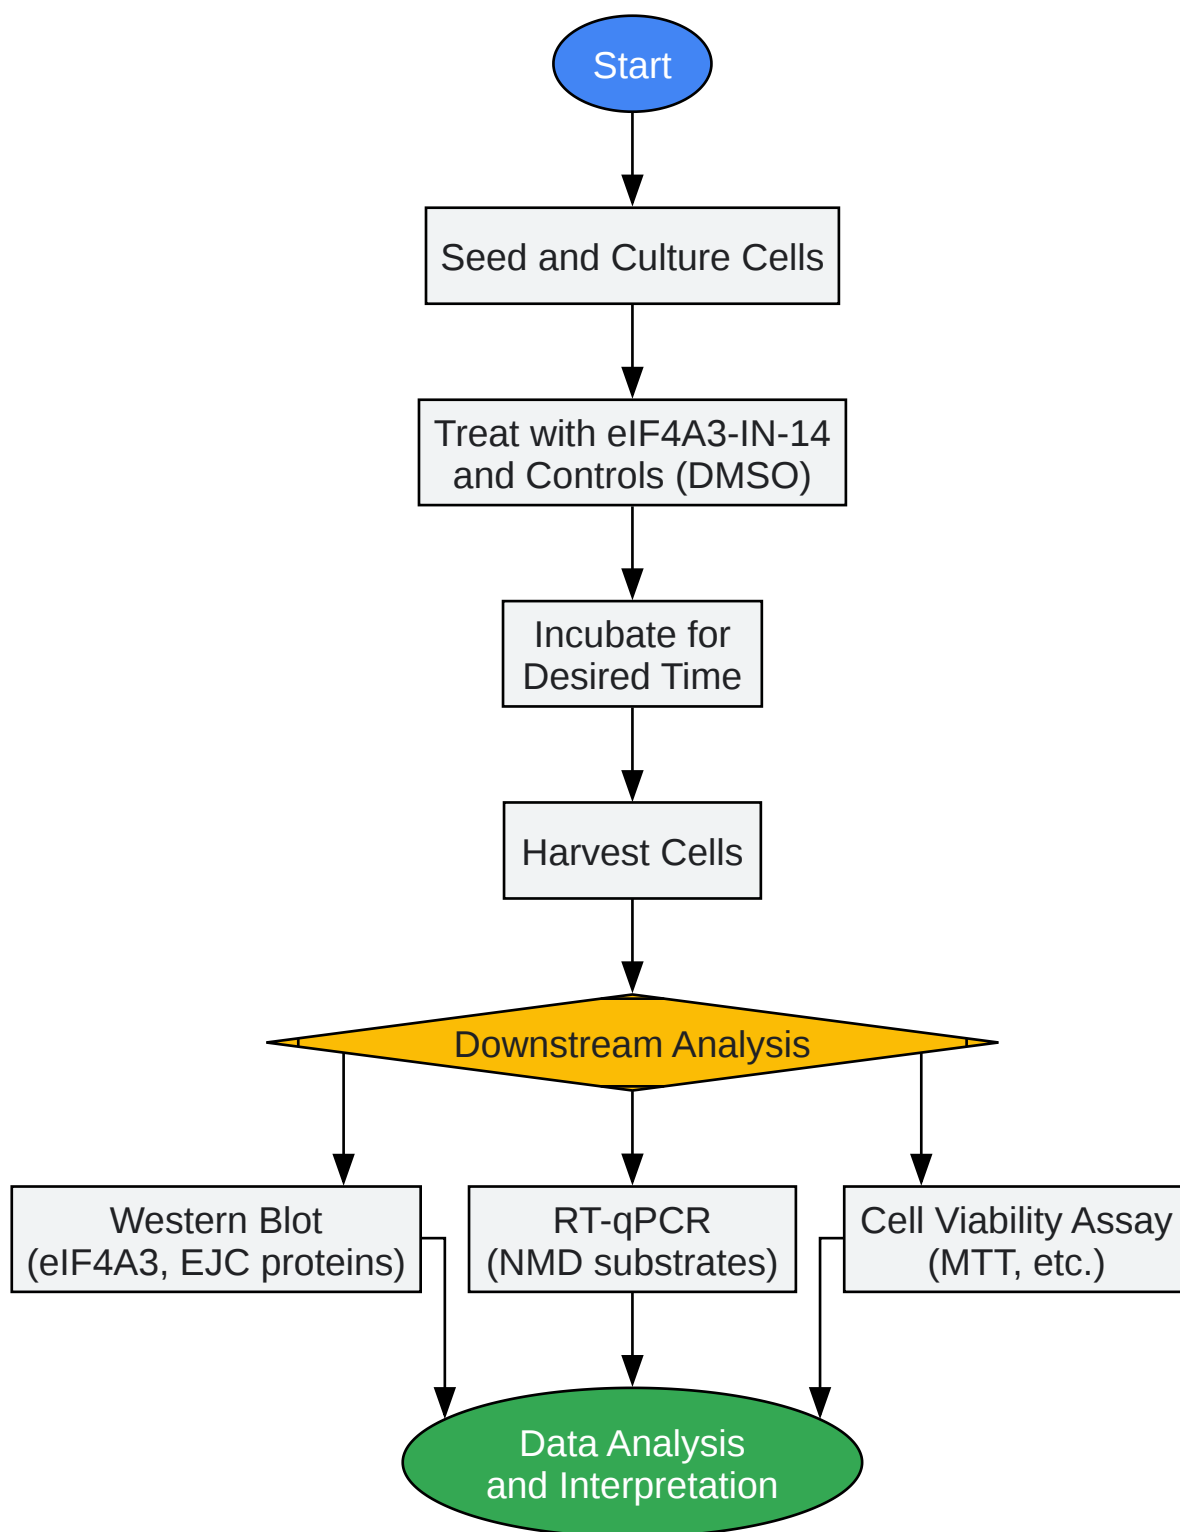 Start
Seed and Culture Cells
Treat with eIF4A3-IN-14
and Controls (DMSO)
Incubate for
Desired Time
Harvest Cells
Downstream Analysis
Western Blot
(eIF4A3, EJC proteins)
RT-qPCR
(NMD substrates)
Cell Viability Assay
(MTT, etc.)
Data Analysis
and Interpretation